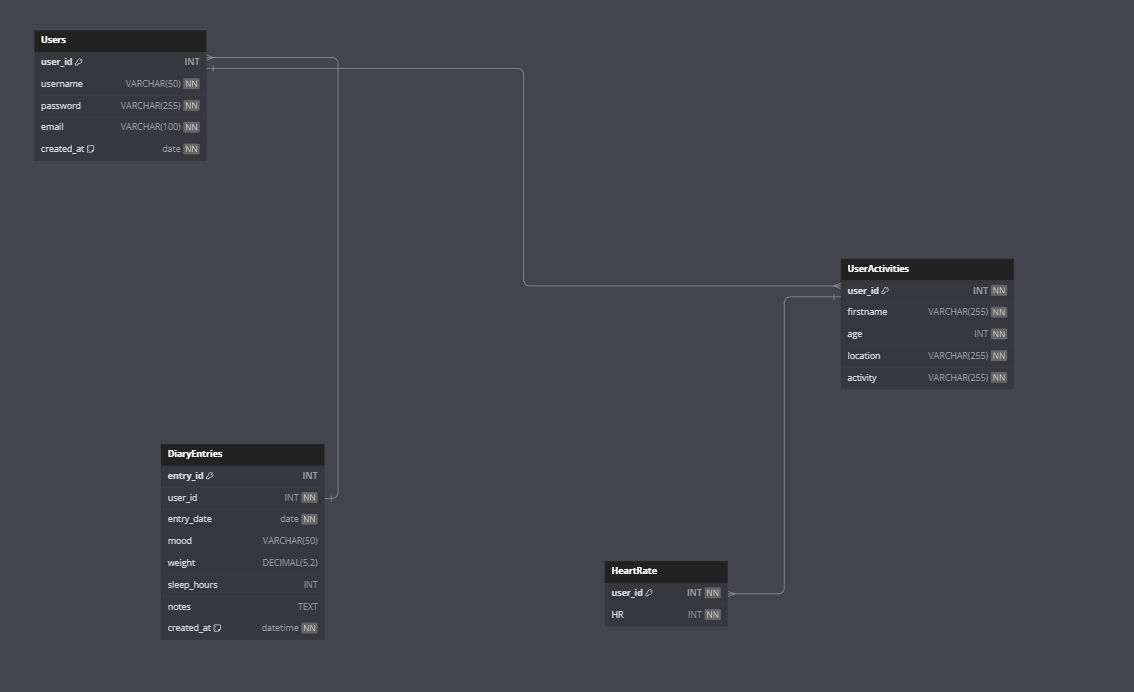 Users
user_id INT
username VARCHAR(50) NN
password VARCHAR(255) NN
email VARCHAR(100) NN
created_at date NN
UserActivities
user_id INT NN
firstname VARCHAR(255) NN
age INT NN
location VARCHAR(255) NN
activity VARCHAR(255) NN
DiaryEntries
entry_id INT
user_id INT NN
entry_date date NN
mood VARCHAR(50)
weight DECIMAL(5,2)
sleep_hours INT
notes TEXT
created_at datetime NN
HeartRate
user_id INT NN
HR INT NN